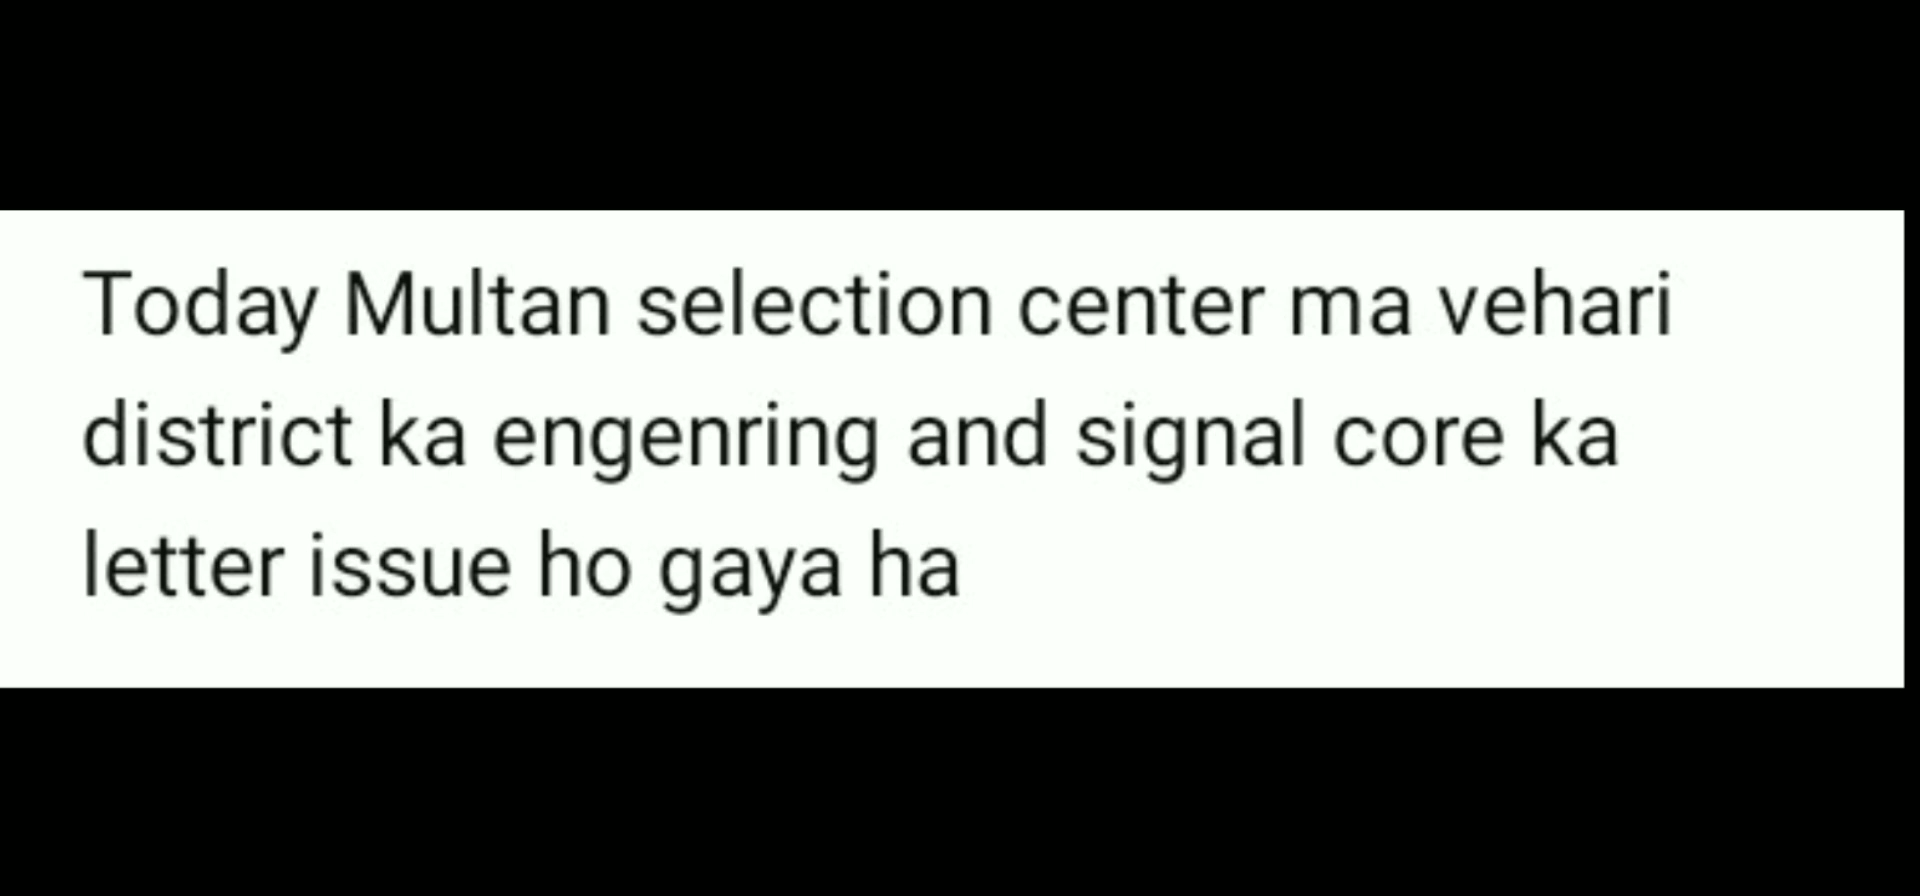 Today Multan selection center ma vehari
district ka engenring and signal core ka
letter issue ho gaya ha